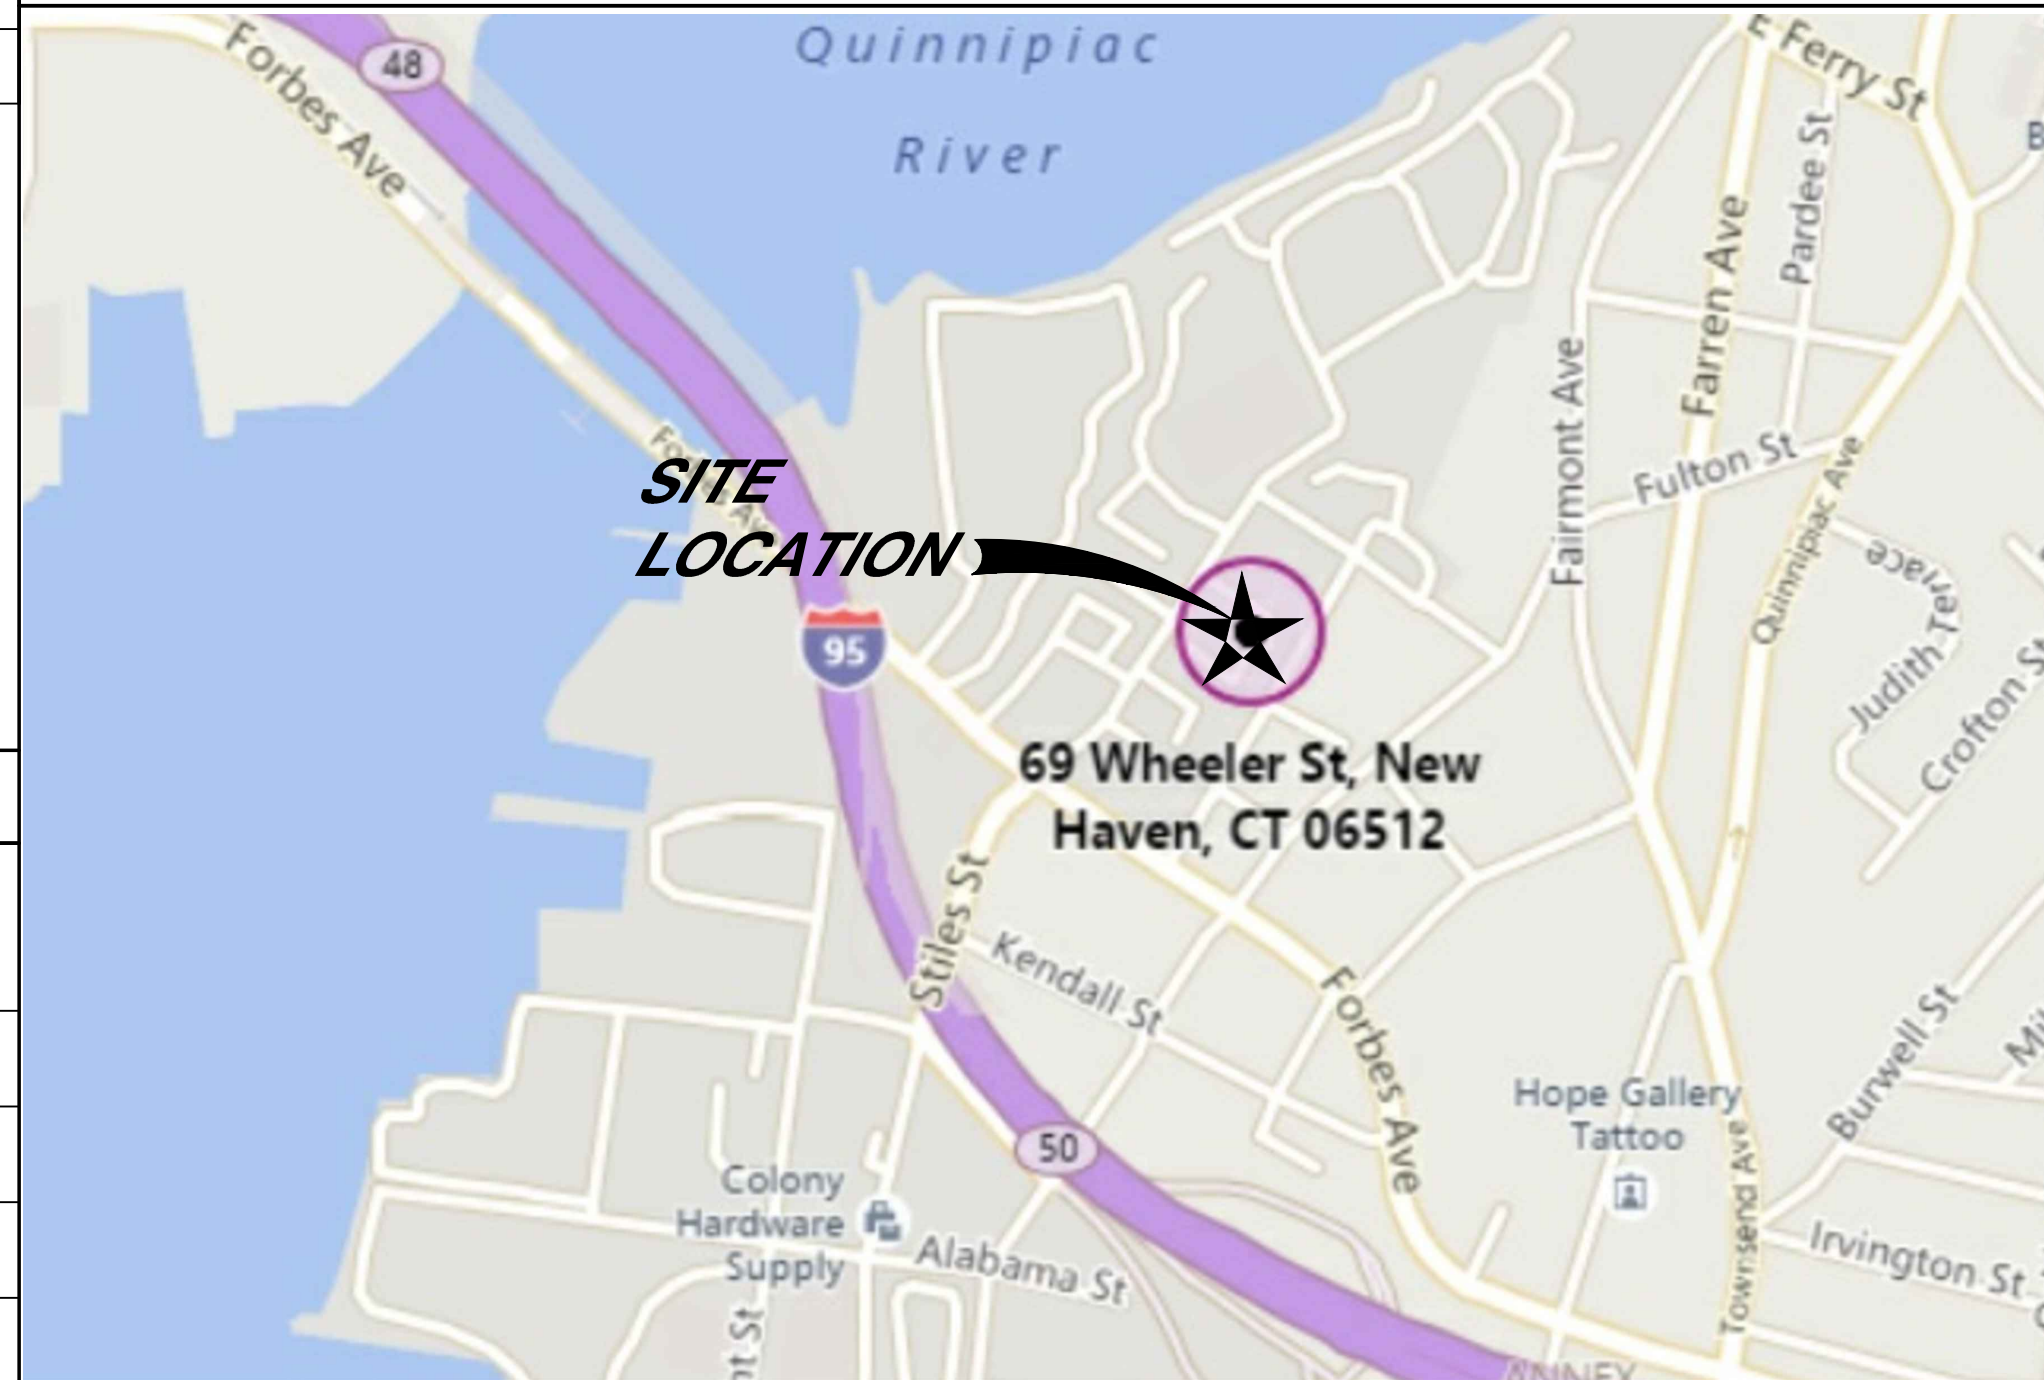 Quinnipiac
River
E Ferry St
48
Forbes Ave
Pardee St
Farren Ave
Fairmont Ave
Fulton St
Quinnipiac Ave
SITE
LOCATION
Judith Terrace
Crofton St
95
69 Wheeler St, New
Haven, CT 06512
Stiles St
Kendall St
Forbes Ave
Burwell St
Hope Gallery
Tattoo
50
Townsend Ave
Colony
Hardware
Supply
Alabama St
Irvington St
ANNEX